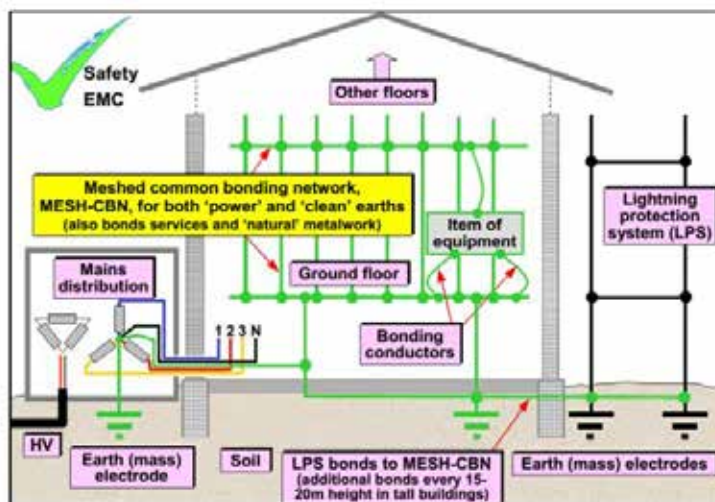 Safety
EMC
Other floors
Meshed common bonding network,
MESH-CBN, for both ‘power’ and ‘clean’ earths
(also bonds services and ‘natural’ metalwork)
Item of
equipment
Lightning
protection
system (LPS)
Mains
distribution
Ground floor
1 2 3 N
Bonding
conductors
HV
Earth (mass)
electrode
Soil
LPS bonds to MESH-CBN
(additional bonds every 15-
20m height in tall buildings)
Earth (mass) electrodes